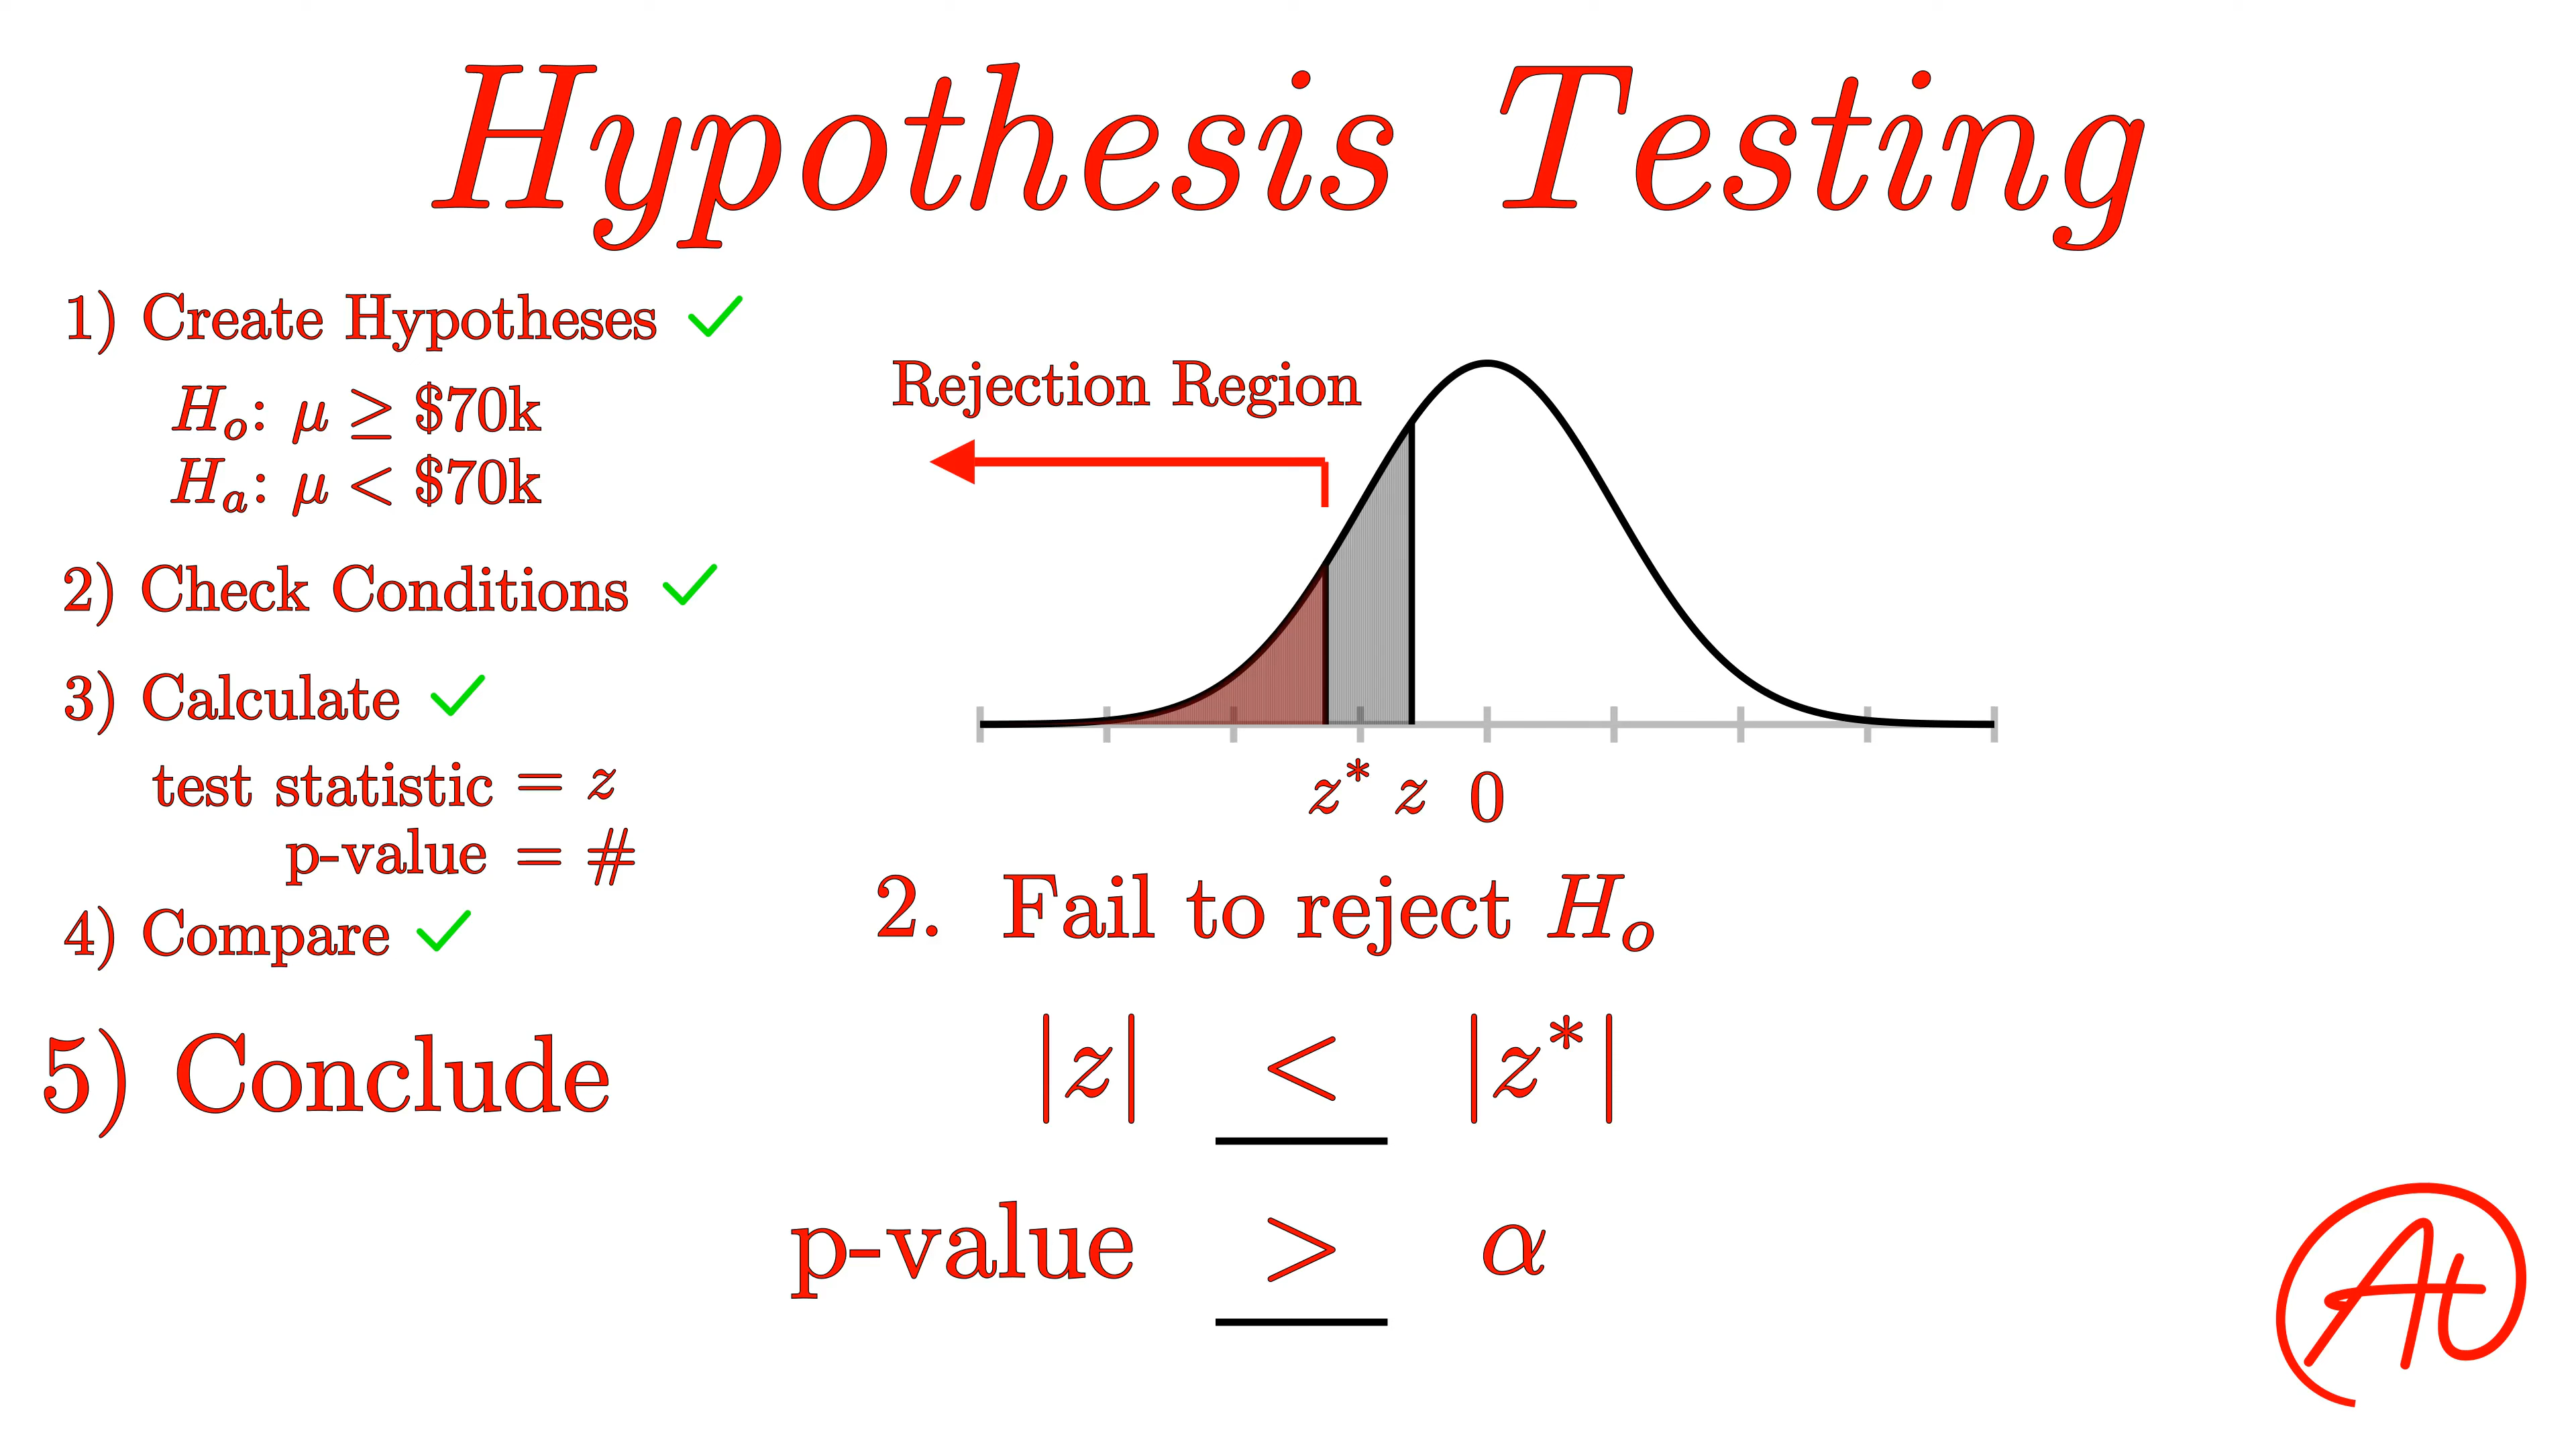 Hypothesis Testing
1) Create Hypotheses ✓
Hₒ: μ ≥ $70k
Hₐ: μ < $70k
2) Check Conditions ✓
3) Calculate ✓
test statistic = z
p-value = #
4) Compare ✓
5) Conclude
Rejection Region
z* z 0
2. Fail to reject Hₒ
|z| < |z*|
p-value > α
At